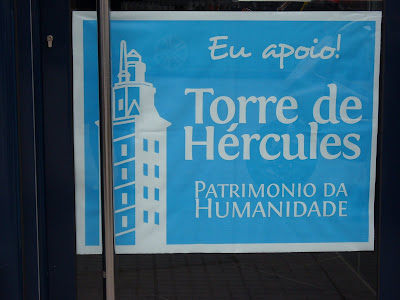 Eu apoio!
Torre de
Hércules
PATRIMONIO DA
HUMANIDADE